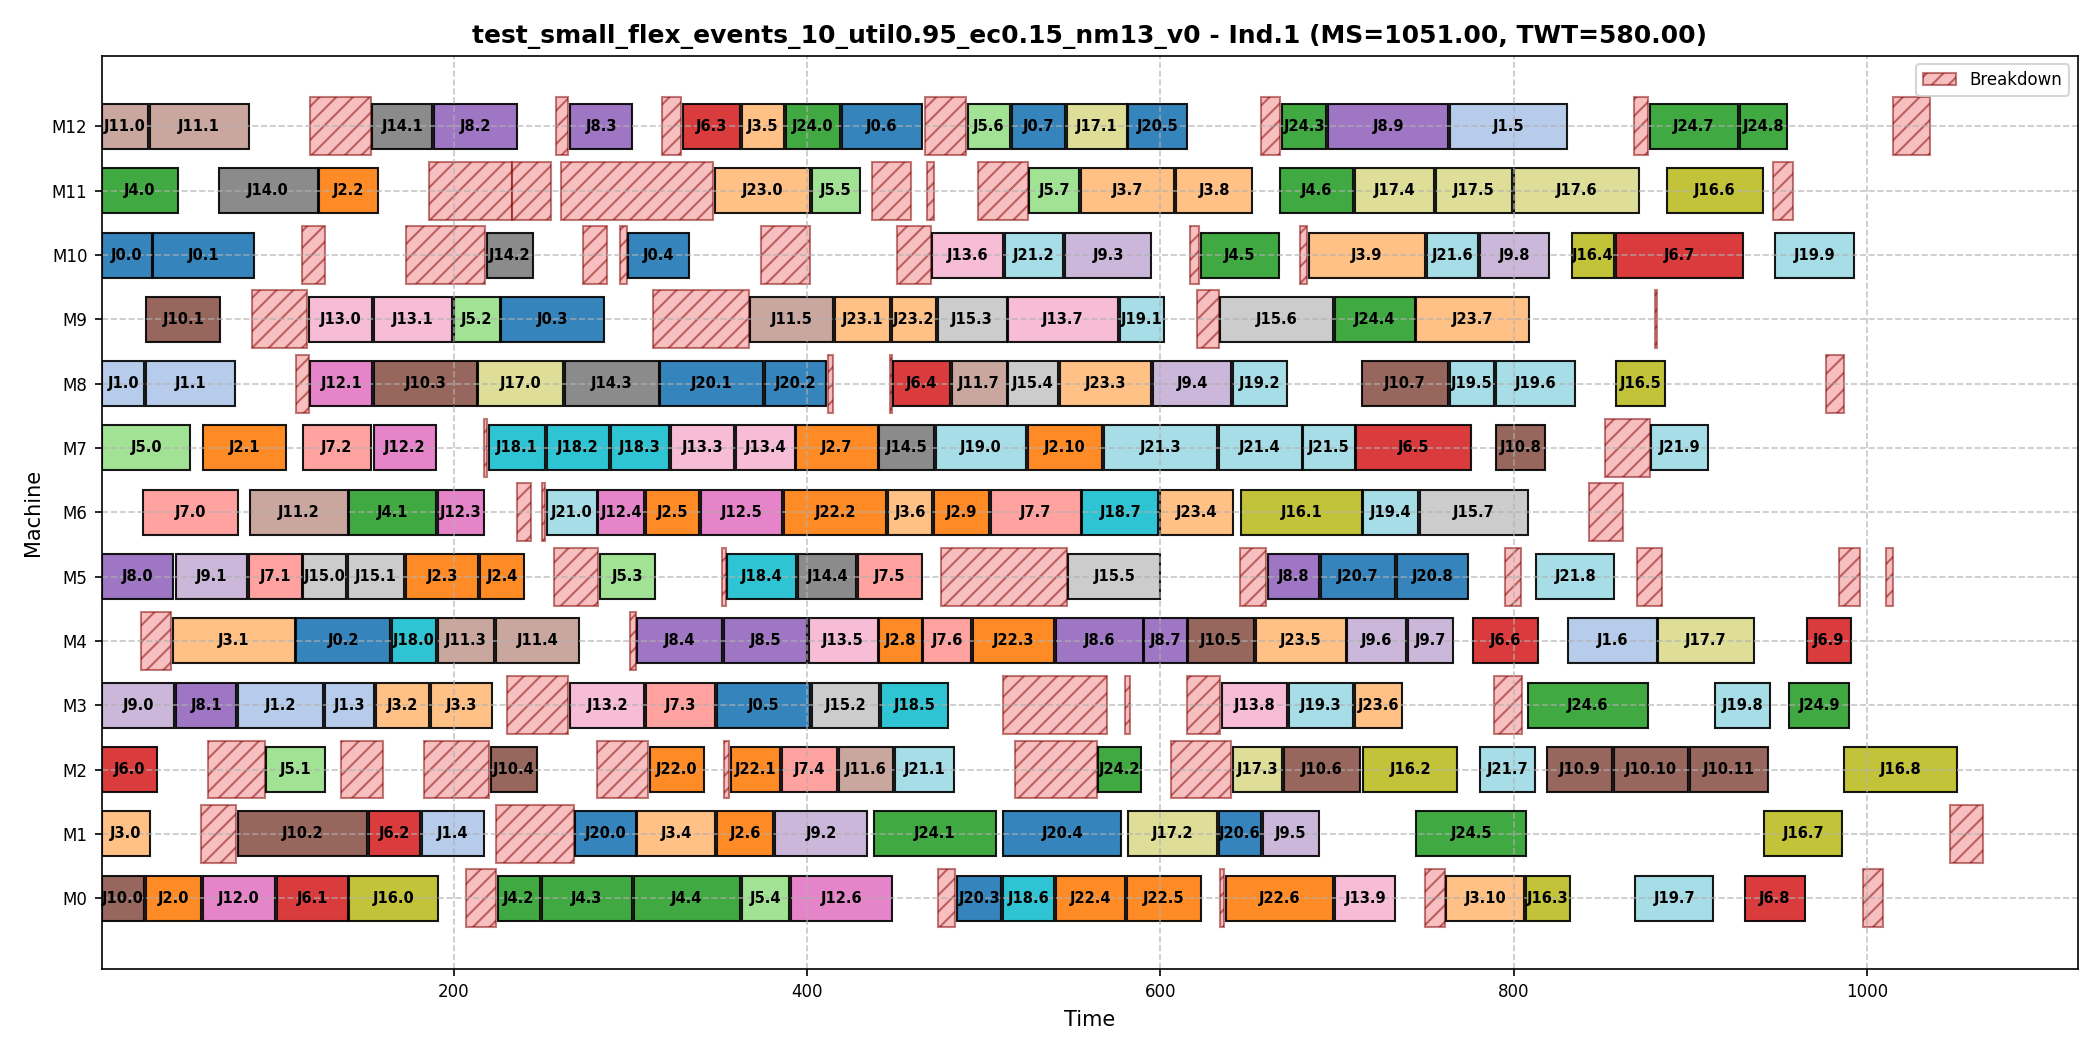 test_small_flex_events_10_util0.95_ec0.15_nm13_v0 - Ind.1 (MS=1051.00, TWT=580.00)
Breakdown
M12 J11.0 J11.1 J14.1 J8.2 J8.3 J6.3 J3.5 J24.0 J0.6 J5.6 J0.7 J17.1 J20.5 J24.3 J8.9 J1.5 J24.7 J24.8
M11 J4.0 J14.0 J2.2 J23.0 J5.5 J5.7 J3.7 J3.8 J4.6 J17.4 J17.5 J17.6 J16.6
M10 J0.0 J0.1 J14.2 J0.4 J13.6 J21.2 J9.3 J4.5 J3.9 J21.6 J9.8 J16.4 J6.7 J19.9
M9 J10.1 J13.0 J13.1 J5.2 J0.3 J11.5 J23.1 J23.2 J15.3 J13.7 J19.1 J15.6 J24.4 J23.7
M8 J1.0 J1.1 J12.1 J10.3 J17.0 J14.3 J20.1 J20.2 J6.4 J11.7 J15.4 J23.3 J9.4 J19.2 J10.7 J19.5 J19.6 J16.5
M7 J5.0 J2.1 J7.2 J12.2 J18.1 J18.2 J18.3 J13.3 J13.4 J2.7 J14.5 J19.0 J2.10 J21.3 J21.4 J21.5 J6.5 J10.8 J21.9
M6 J7.0 J11.2 J4.1 J12.3 J21.0 J12.4 J2.5 J12.5 J22.2 J3.6 J2.9 J7.7 J18.7 J23.4 J16.1 J19.4 J15.7
M5 J8.0 J9.1 J7.1 J15.0 J15.1 J2.3 J2.4 J5.3 J18.4 J14.4 J7.5 J15.5 J8.8 J20.7 J20.8 J21.8
M4 J3.1 J0.2 J18.0 J11.3 J11.4 J8.4 J8.5 J13.5 J2.8 J7.6 J22.3 J8.6 J8.7 J10.5 J23.5 J9.6 J9.7 J6.6 J1.6 J17.7 J6.9
M3 J9.0 J8.1 J1.2 J1.3 J3.2 J3.3 J13.2 J7.3 J0.5 J15.2 J18.5 J13.8 J19.3 J23.6 J24.6 J19.8 J24.9
M2 J6.0 J5.1 J10.4 J22.0 J22.1 J7.4 J11.6 J21.1 J24.2 J17.3 J10.6 J16.2 J21.7 J10.9 J10.10 J10.11 J16.8
M1 J3.0 J10.2 J6.2 J1.4 J20.0 J3.4 J2.6 J9.2 J24.1 J20.4 J17.2 J20.6 J9.5 J24.5 J16.7
M0 J10.0 J2.0 J12.0 J6.1 J16.0 J4.2 J4.3 J4.4 J5.4 J12.6 J20.3 J18.6 J22.4 J22.5 J22.6 J13.9 J3.10 J16.3 J19.7 J6.8
200 400 600 800 1000
Time
Machine